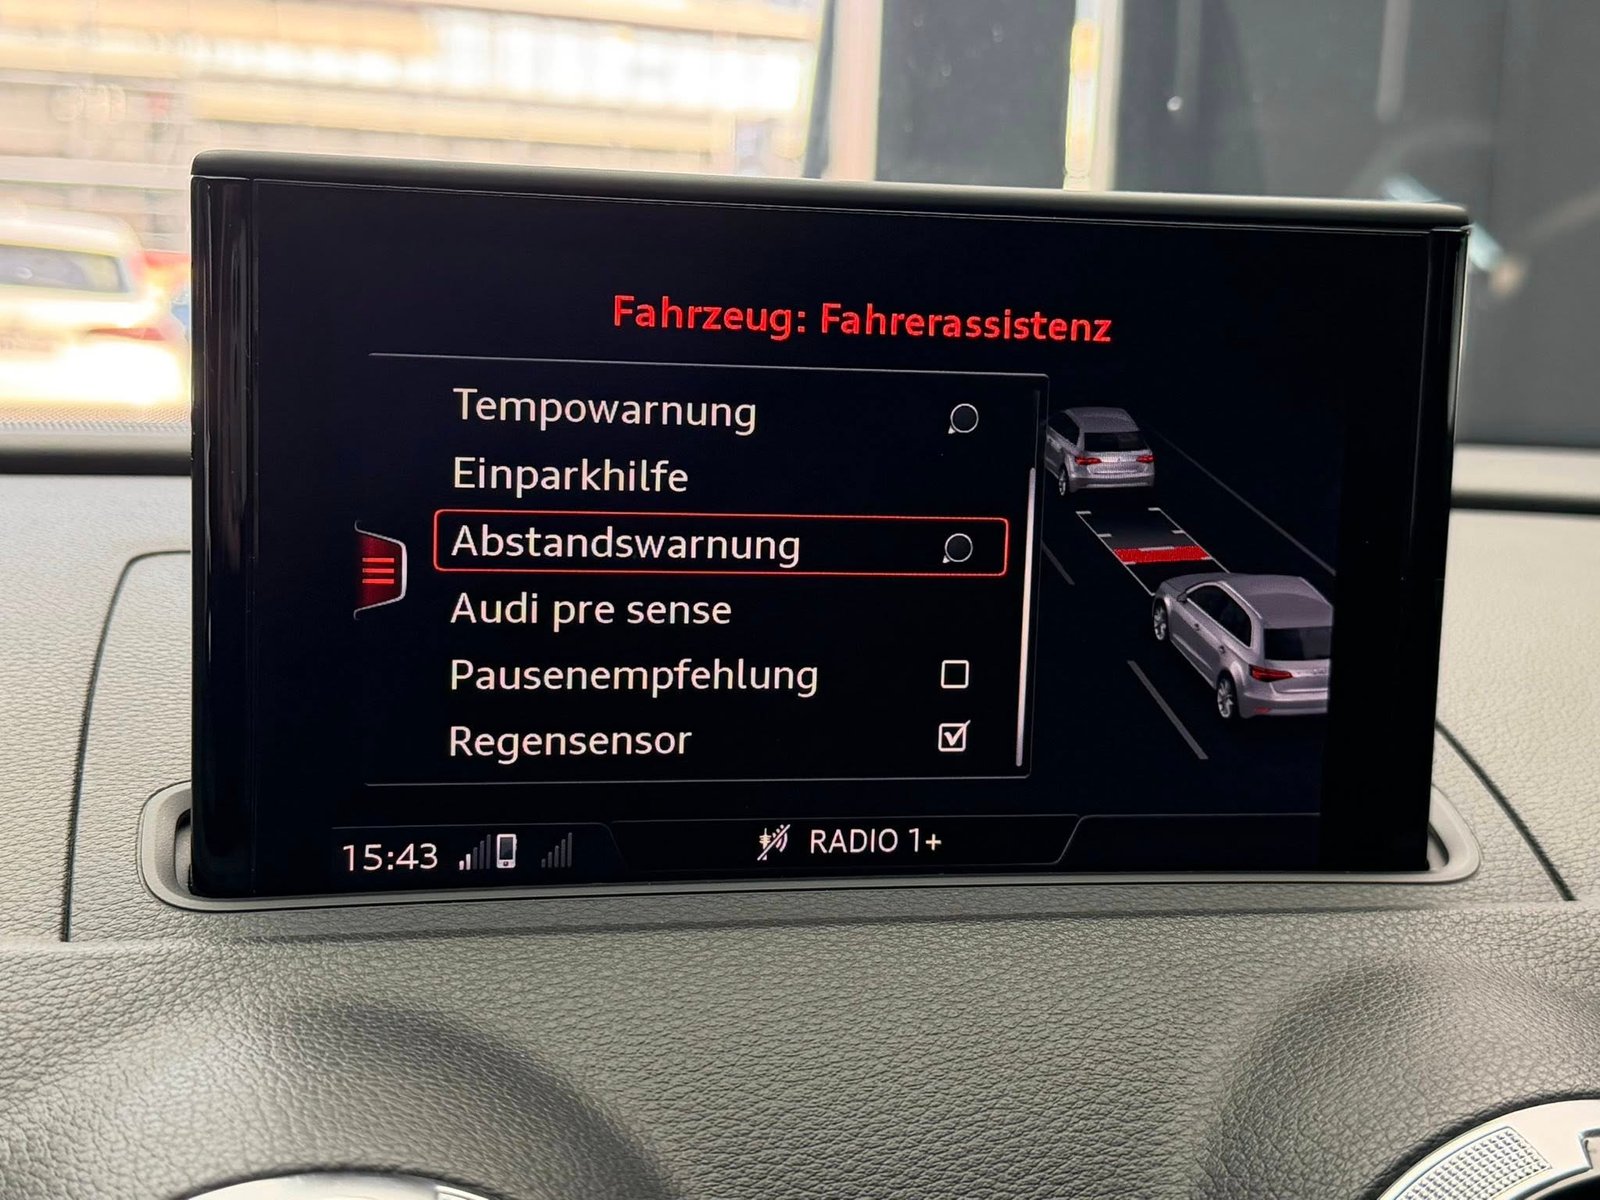 Fahrzeug: Fahrerassistenz
Tempowarnung
Einparkhilfe
Abstandswarnung
Audi pre sense
Pausenempfehlung
Regensensor
15:43
RADIO 1+